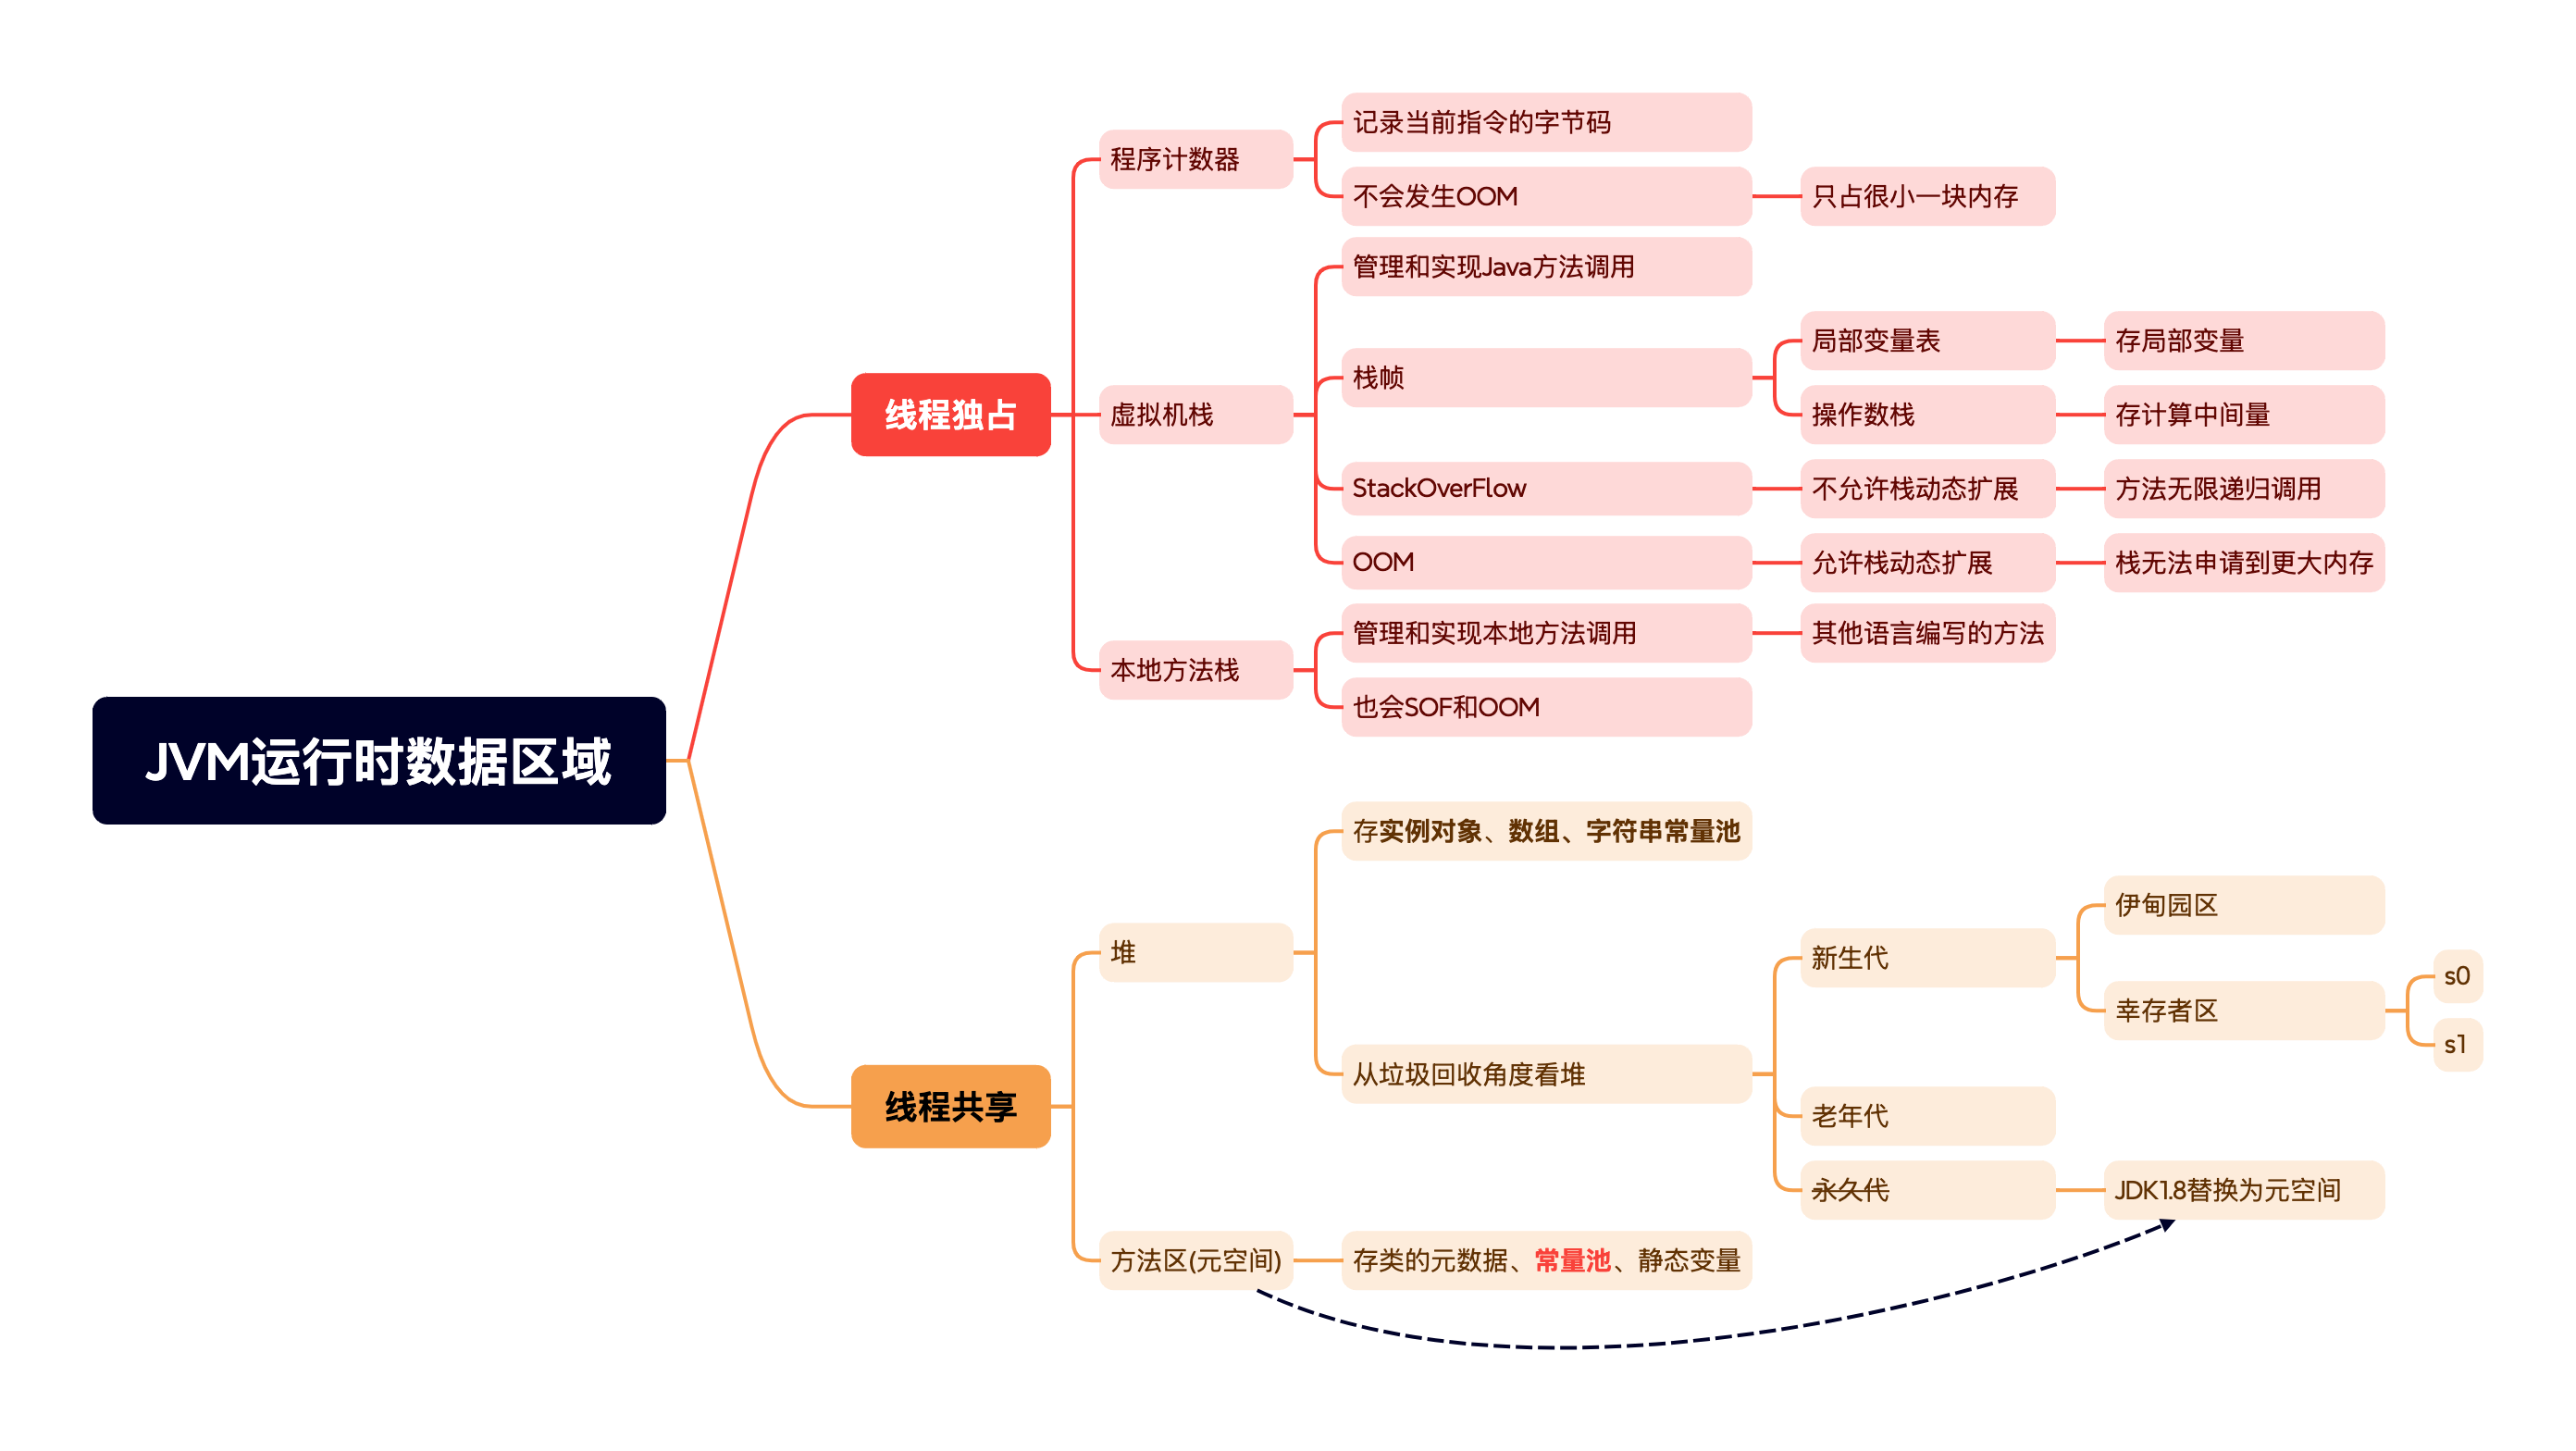 JVM运行时数据区域
线程独占
程序计数器
记录当前指令的字节码
不会发生OOM
只占很小一块内存
虚拟机栈
管理和实现Java方法调用
栈帧
局部变量表
存局部变量
操作数栈
存计算中间量
StackOverFlow
不允许栈动态扩展
方法无限递归调用
OOM
允许栈动态扩展
栈无法申请到更大内存
本地方法栈
管理和实现本地方法调用
其他语言编写的方法
也会SOF和OOM
线程共享
堆
存实例对象、数组、字符串常量池
从垃圾回收角度看堆
新生代
伊甸园区
幸存者区
s0
s1
老年代
永久代
JDK1.8替换为元空间
方法区(元空间)
存类的元数据、常量池、静态变量